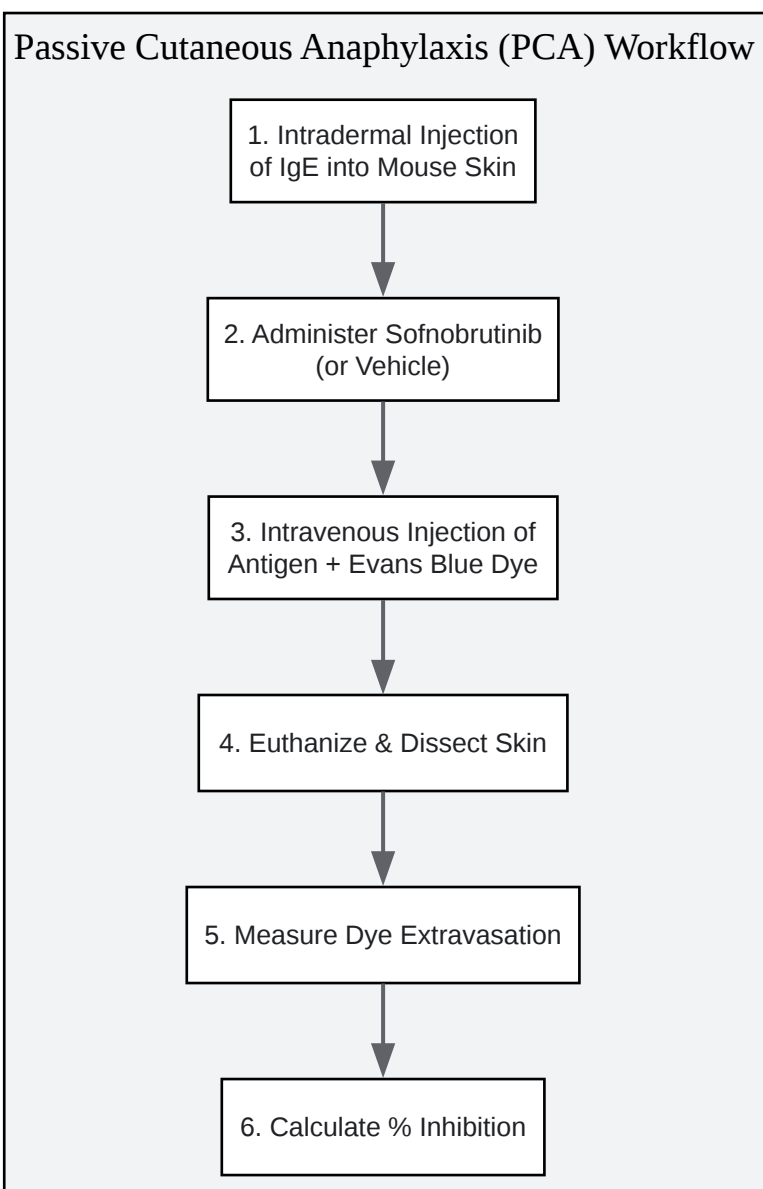 Passive Cutaneous Anaphylaxis (PCA) Workflow
1. Intradermal Injection
of IgE into Mouse Skin
2. Administer Sofnobrutinib
(or Vehicle)
3. Intravenous Injection of
Antigen + Evans Blue Dye
4. Euthanize & Dissect Skin
5. Measure Dye Extravasation
6. Calculate % Inhibition